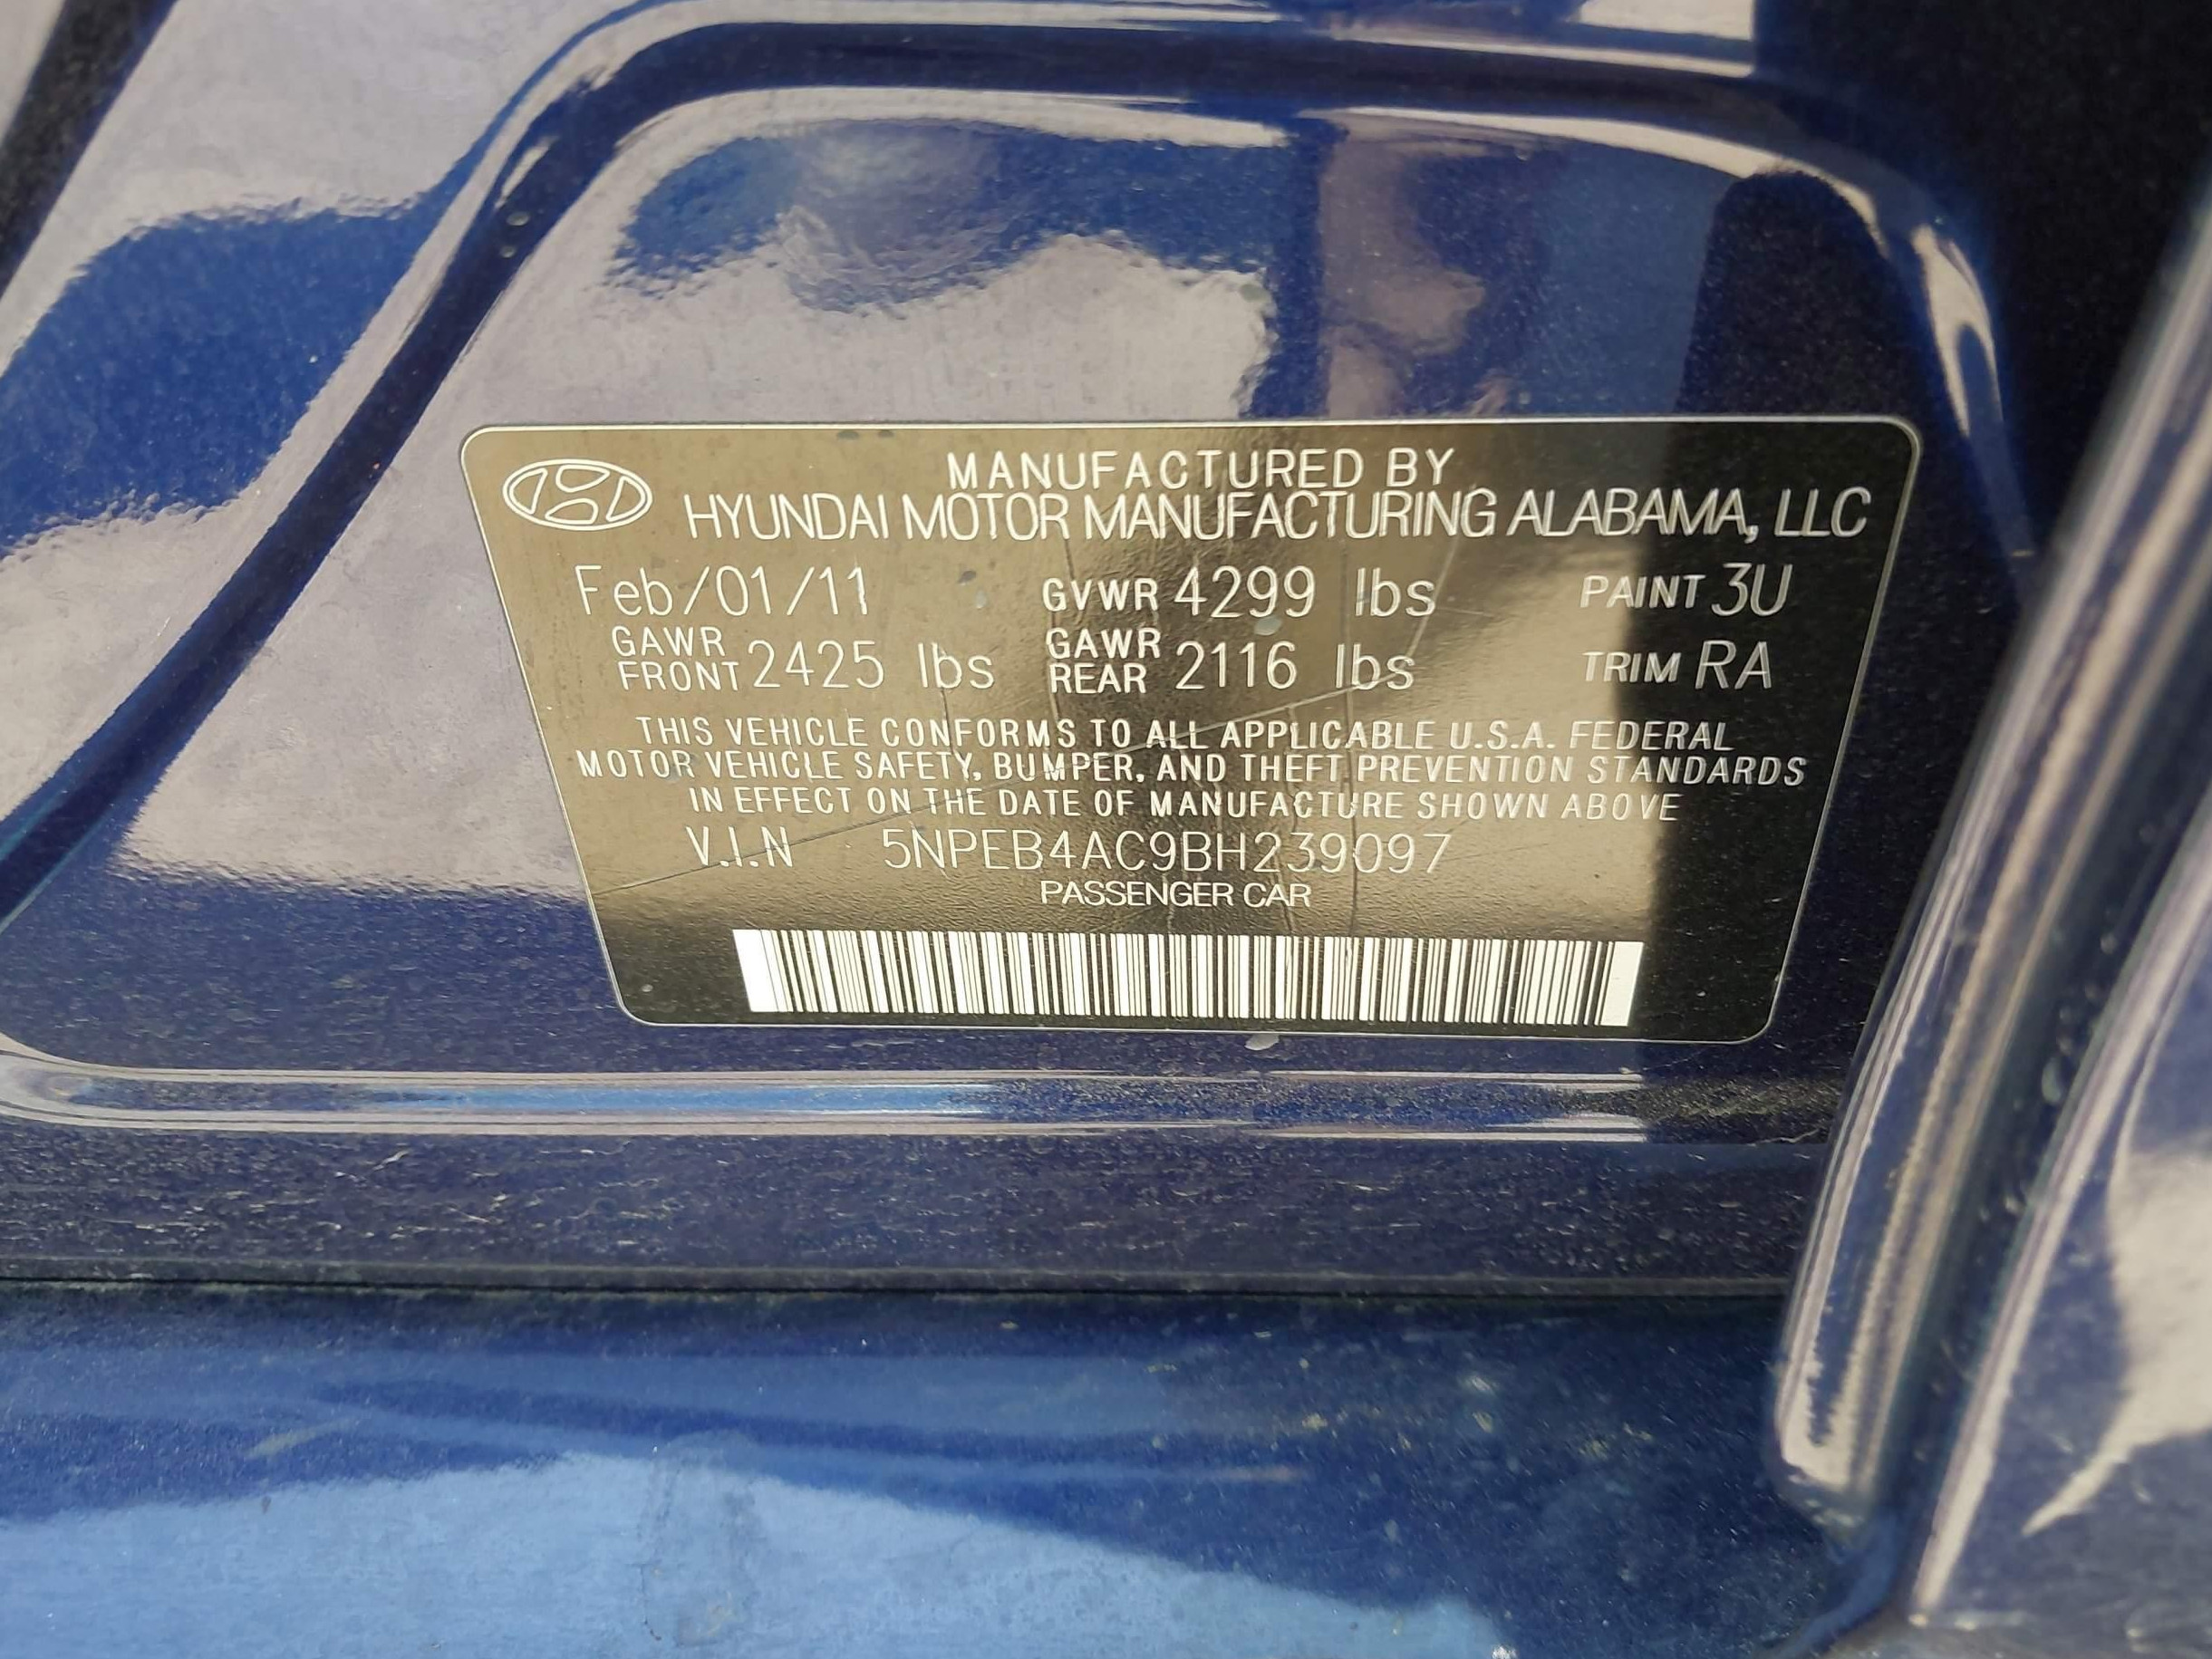 MANUFACTURED BY
HYUNDAI MOTOR MANUFACTURING ALABAMA, LLC
Feb/01/11 GVWR 4299 lbs PAINT 3U
GAWR FRONT 2425 lbs GAWR REAR 2116 lbs TRIM RA
THIS VEHICLE CONFORMS TO ALL APPLICABLE U.S.A. FEDERAL
MOTOR VEHICLE SAFETY, BUMPER, AND THEFT PREVENTION STANDARDS
IN EFFECT ON THE DATE OF MANUFACTURE SHOWN ABOVE
V.I.N 5NPEB4AC9BH239097
PASSENGER CAR